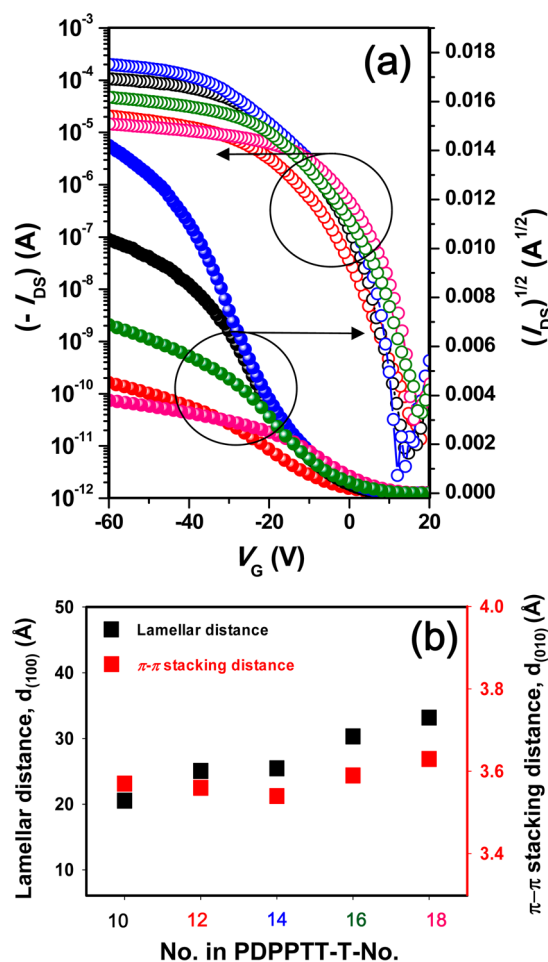 (a)
10⁻³
10⁻⁴
10⁻⁵
10⁻⁶
10⁻⁷
10⁻⁸
10⁻⁹
10⁻¹⁰
10⁻¹¹
10⁻¹²
(- I_DS) (A)
0.018
0.016
0.014
0.012
0.010
0.008
0.006
0.004
0.002
0.000
(I_DS)^1/2 (A^1/2)
-60 -40 -20 0 20
V_G (V)
(b)
Lamellar distance
π-π stacking distance
50
40
30
20
10
Lamellar distance, d_(100) (Å)
4.0
3.8
3.6
3.4
π−π stacking distance, d_(010) (Å)
10 12 14 16 18
No. in PDPPTT-T-No.